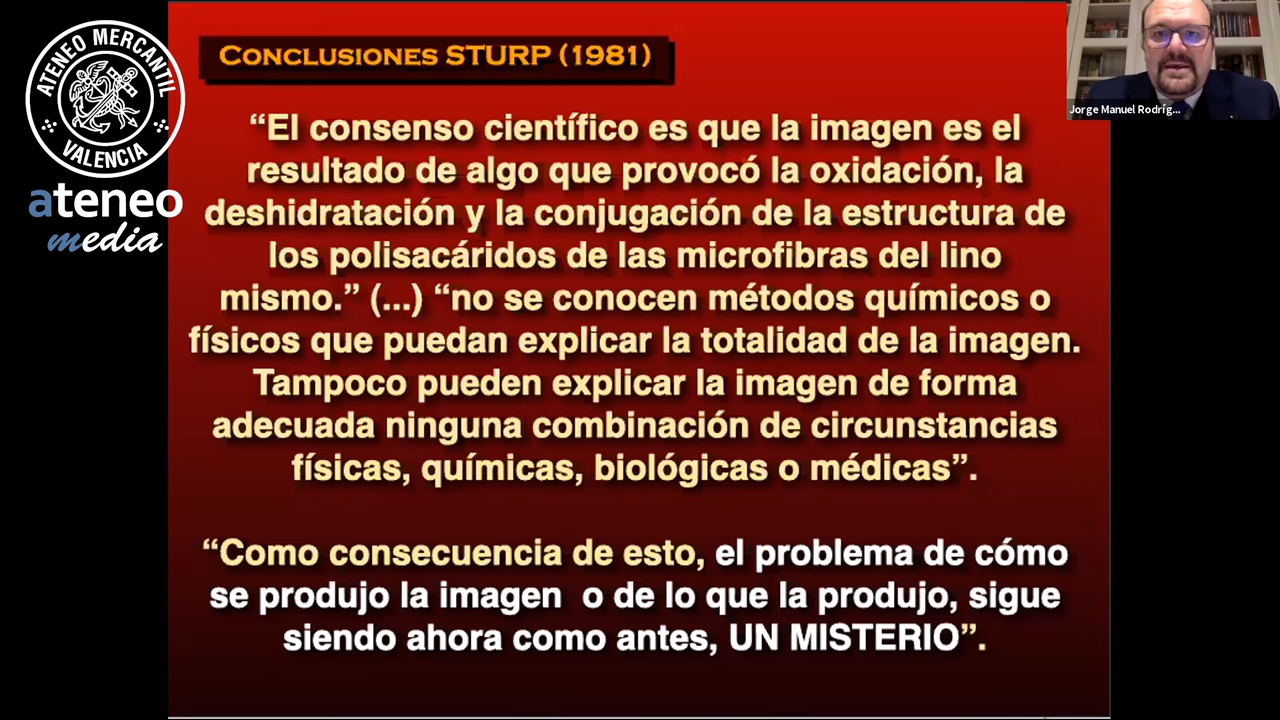 ATENEO MERCANTIL
VALENCIA
ateneo
media
CONCLUSIONES STURP (1981)
“El consenso científico es que la imagen es el
resultado de algo que provocó la oxidación, la
deshidratación y la conjugación de la estructura de
los polisacáridos de las microfibras del lino
mismo.” (...) “no se conocen métodos químicos o
físicos que puedan explicar la totalidad de la imagen.
Tampoco pueden explicar la imagen de forma
adecuada ninguna combinación de circunstancias
físicas, químicas, biológicas o médicas”.
“Como consecuencia de esto, el problema de cómo
se produjo la imagen o de lo que la produjo, sigue
siendo ahora como antes, UN MISTERIO”.
Jorge Manuel Rodríg...